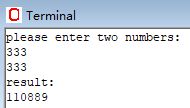 Terminal
please enter two numbers:
333
333
result:
110889